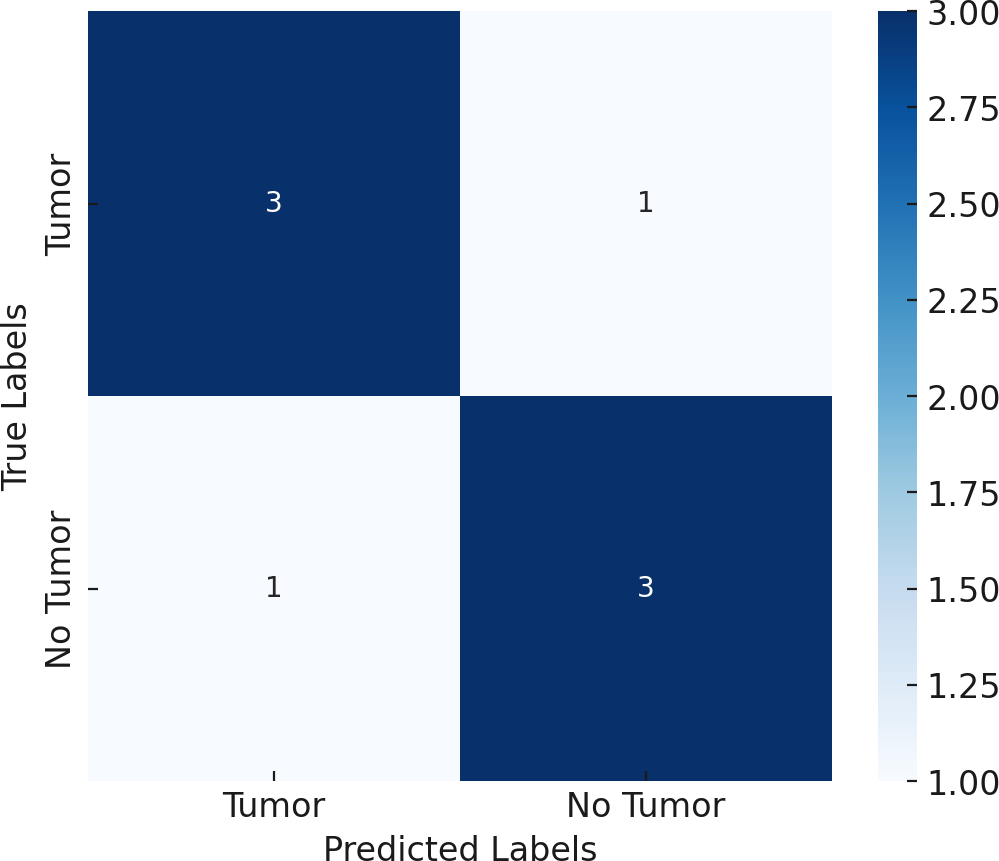 True Labels
Tumor
No Tumor
3
1
1
3
Tumor
No Tumor
Predicted Labels
3.00
2.75
2.50
2.25
2.00
1.75
1.50
1.25
1.00